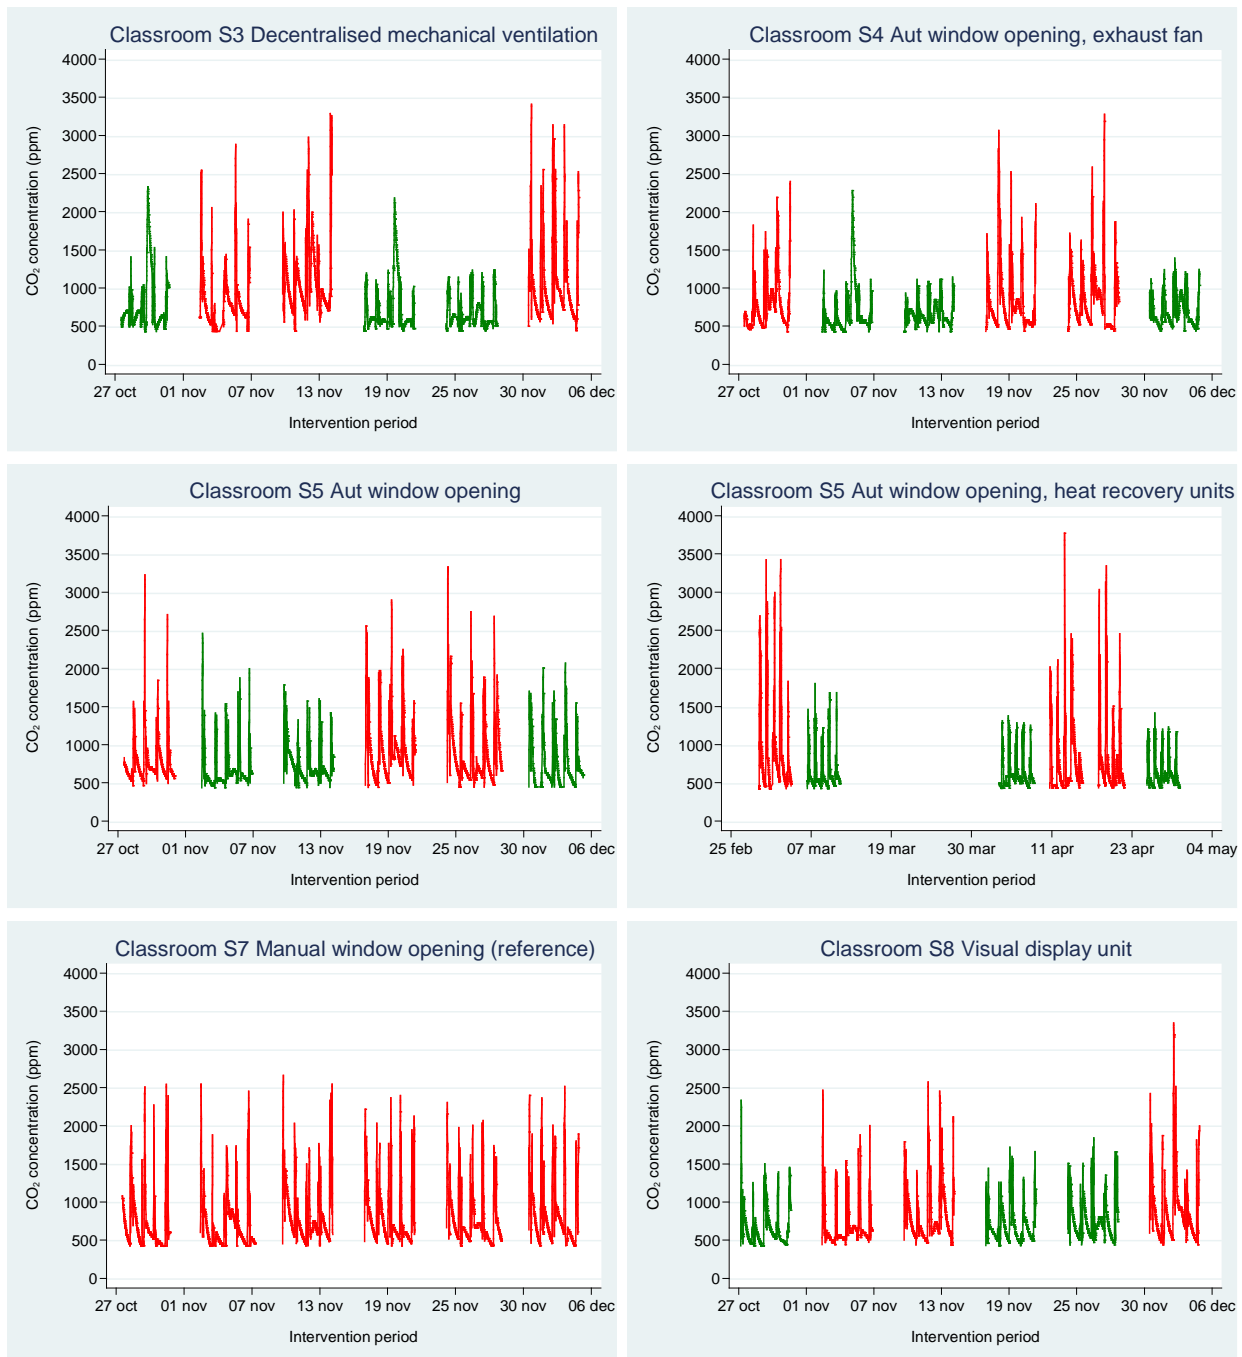 Classroom S3 Decentralised mechanical ventilation
4000
3500
3000
2500
2000
1500
1000
500
0
CO₂ concentration (ppm)
27 oct 01 nov 07 nov 13 nov 19 nov 25 nov 30 nov 06 dec
Intervention period
Classroom S4 Aut window opening, exhaust fan
4000
3500
3000
2500
2000
1500
1000
500
0
CO₂ concentration (ppm)
27 oct 01 nov 07 nov 13 nov 19 nov 25 nov 30 nov 06 dec
Intervention period
Classroom S5 Aut window opening
4000
3500
3000
2500
2000
1500
1000
500
0
CO₂ concentration (ppm)
27 oct 01 nov 07 nov 13 nov 19 nov 25 nov 30 nov 06 dec
Intervention period
Classroom S5 Aut window opening, heat recovery units
4000
3500
3000
2500
2000
1500
1000
500
0
CO₂ concentration (ppm)
25 feb 07 mar 19 mar 30 mar 11 apr 23 apr 04 may
Intervention period
Classroom S7 Manual window opening (reference)
4000
3500
3000
2500
2000
1500
1000
500
0
CO₂ concentration (ppm)
27 oct 01 nov 07 nov 13 nov 19 nov 25 nov 30 nov 06 dec
Intervention period
Classroom S8 Visual display unit
4000
3500
3000
2500
2000
1500
1000
500
0
CO₂ concentration (ppm)
27 oct 01 nov 07 nov 13 nov 19 nov 25 nov 30 nov 06 dec
Intervention period